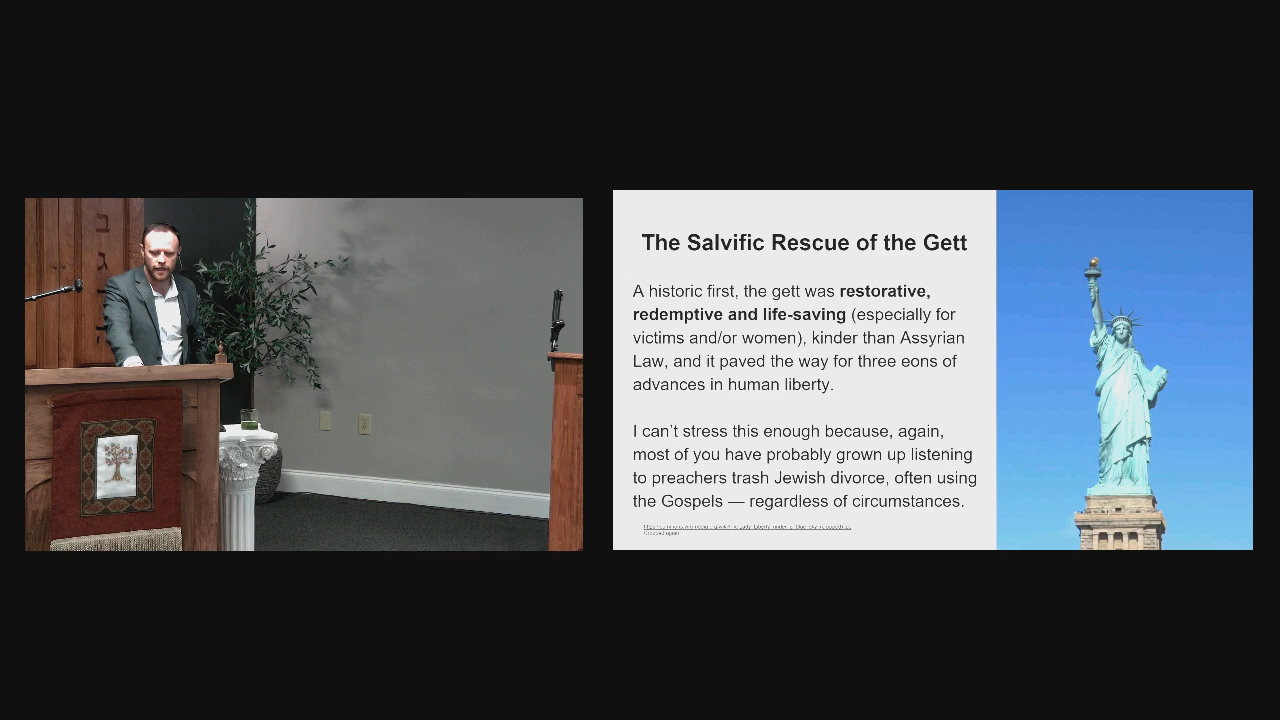 ב
ג
The Salvific Rescue of the Gett
A historic first, the gett was restorative,
redemptive and life-saving (especially for
victims and/or women), kinder than Assyrian
Law, and it paved the way for three eons of
advances in human liberty.
I can’t stress this enough because, again,
most of you have probably grown up listening
to preachers trash Jewish divorce, often using
the Gospels — regardless of circumstances.
Cropped again